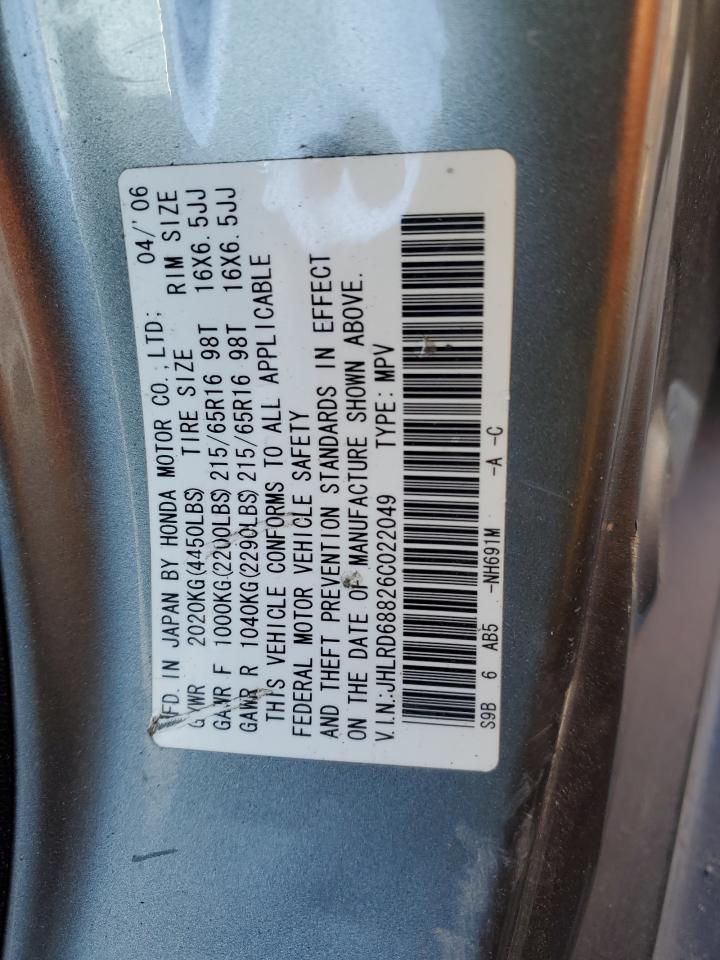 MFD. IN JAPAN BY HONDA MOTOR CO., LTD; 04/'06
GVWR 2020KG(4450LBS) TIRE SIZE RIM SIZE
GAWR F 1000KG(2200LBS) 215/65R16 98T 16X6.5JJ
GAWR R 1040KG(2290LBS) 215/65R16 98T 16X6.5JJ
THIS VEHICLE CONFORMS TO ALL APPLICABLE
FEDERAL MOTOR VEHICLE SAFETY
AND THEFT PREVENTION STANDARDS IN EFFECT
ON THE DATE OF MANUFACTURE SHOWN ABOVE.
V.I.N.:JHLRD68826C022049 TYPE:MPV
S9B 6 AB5 -NH691M -A -C